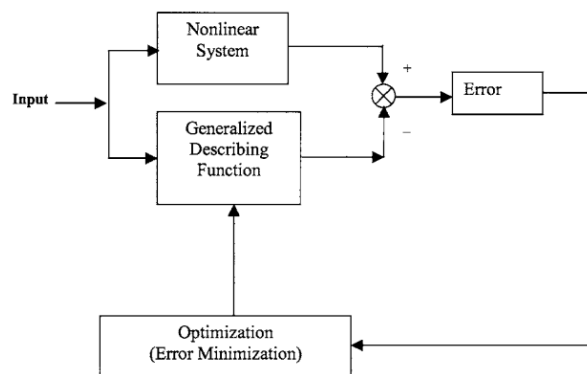 Nonlinear
System
+
Input
Error
Generalized
Describing
Function
−
Optimization
(Error Minimization)